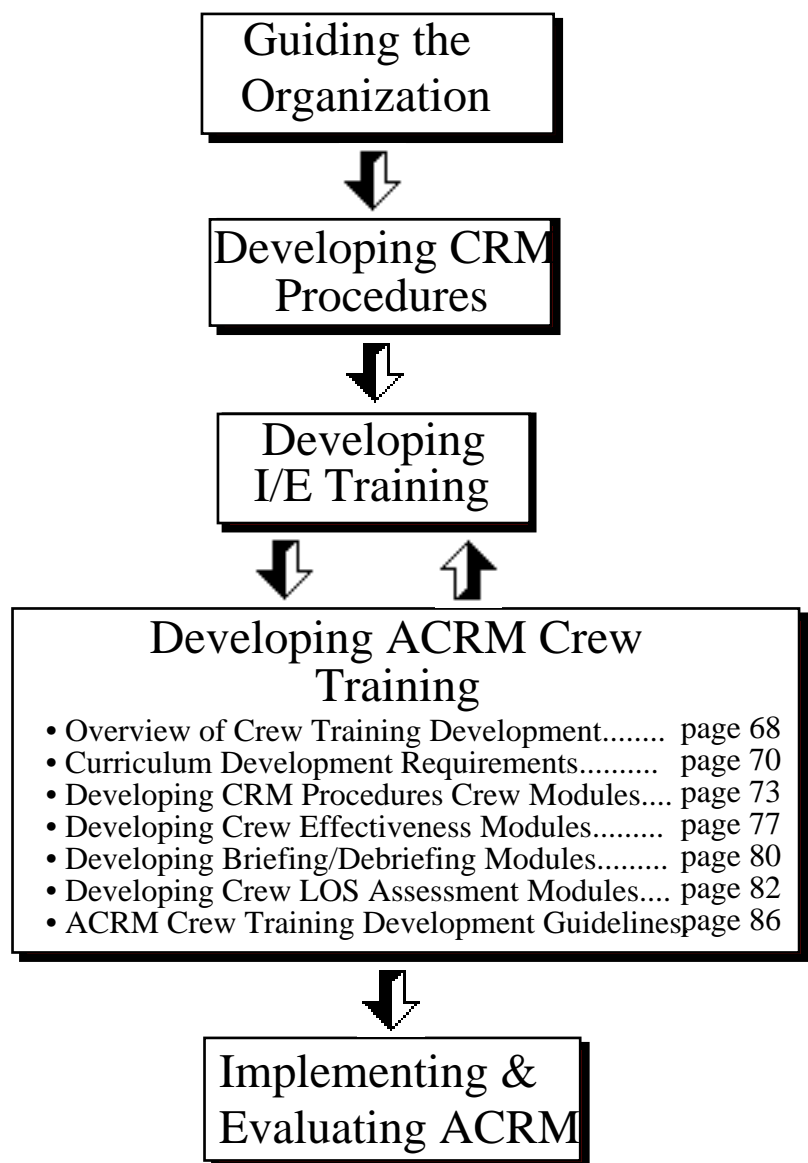 Guiding the
Organization
Developing CRM
Procedures
Developing
I/E Training
Developing ACRM Crew
Training
• Overview of Crew Training Development........ page 68
• Curriculum Development Requirements.......... page 70
• Developing CRM Procedures Crew Modules.... page 73
• Developing Crew Effectiveness Modules......... page 77
• Developing Briefing/Debriefing Modules......... page 80
• Developing Crew LOS Assessment Modules.... page 82
• ACRM Crew Training Development Guidelines page 86
Implementing &
Evaluating ACRM